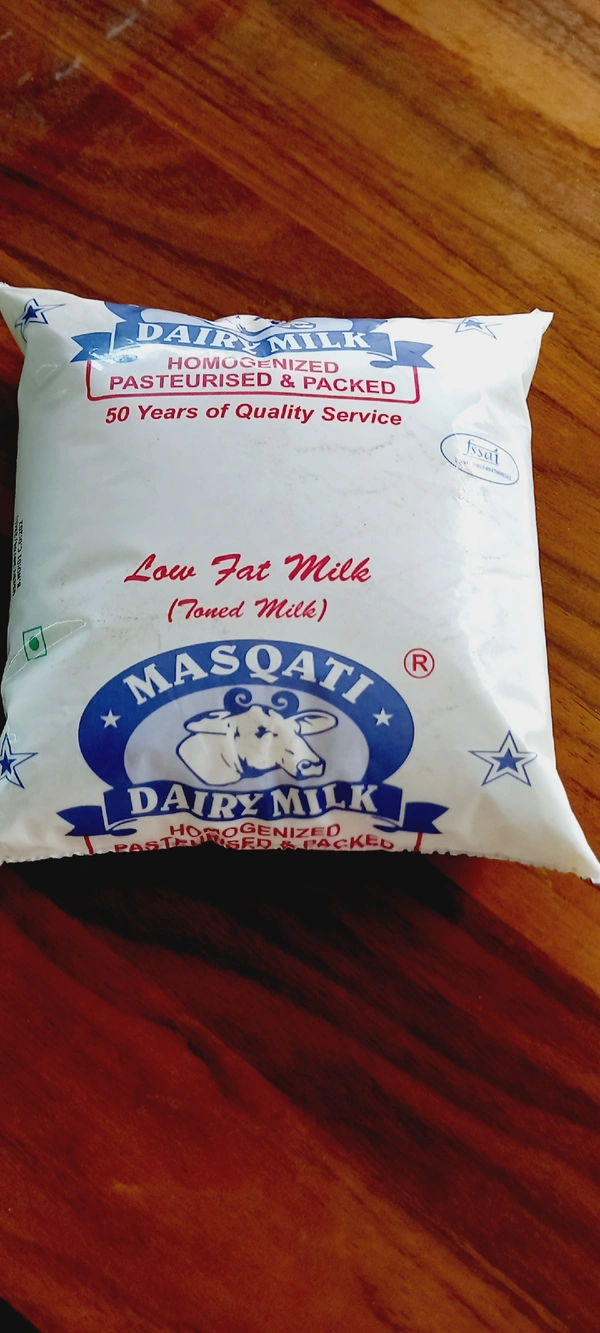 DAIRY MILK
HOMOGENIZED
PASTEURISED & PACKED
50 Years of Quality Service
fssai
Low Fat Milk
(Toned Milk)
MASQATI
®
DAIRY MILK
HOMOGENIZED
PASTEURISED & PACKED